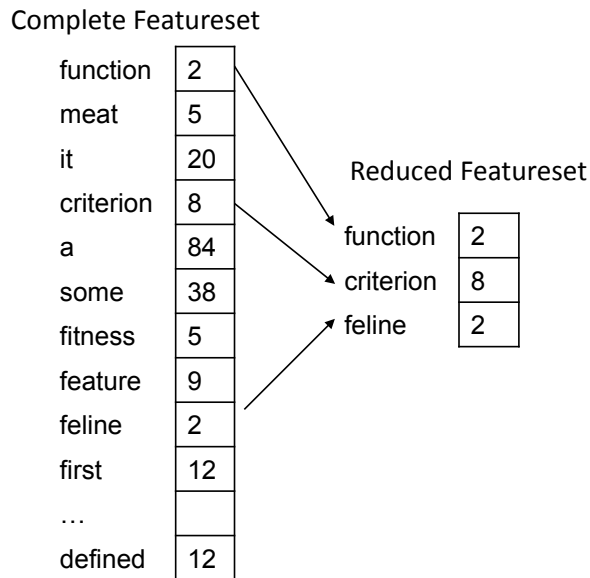 Complete Featureset
function 2
meat 5
it 20
criterion 8
a 84
some 38
fitness 5
feature 9
feline 2
first 12
…
defined 12
Reduced Featureset
function 2
criterion 8
feline 2